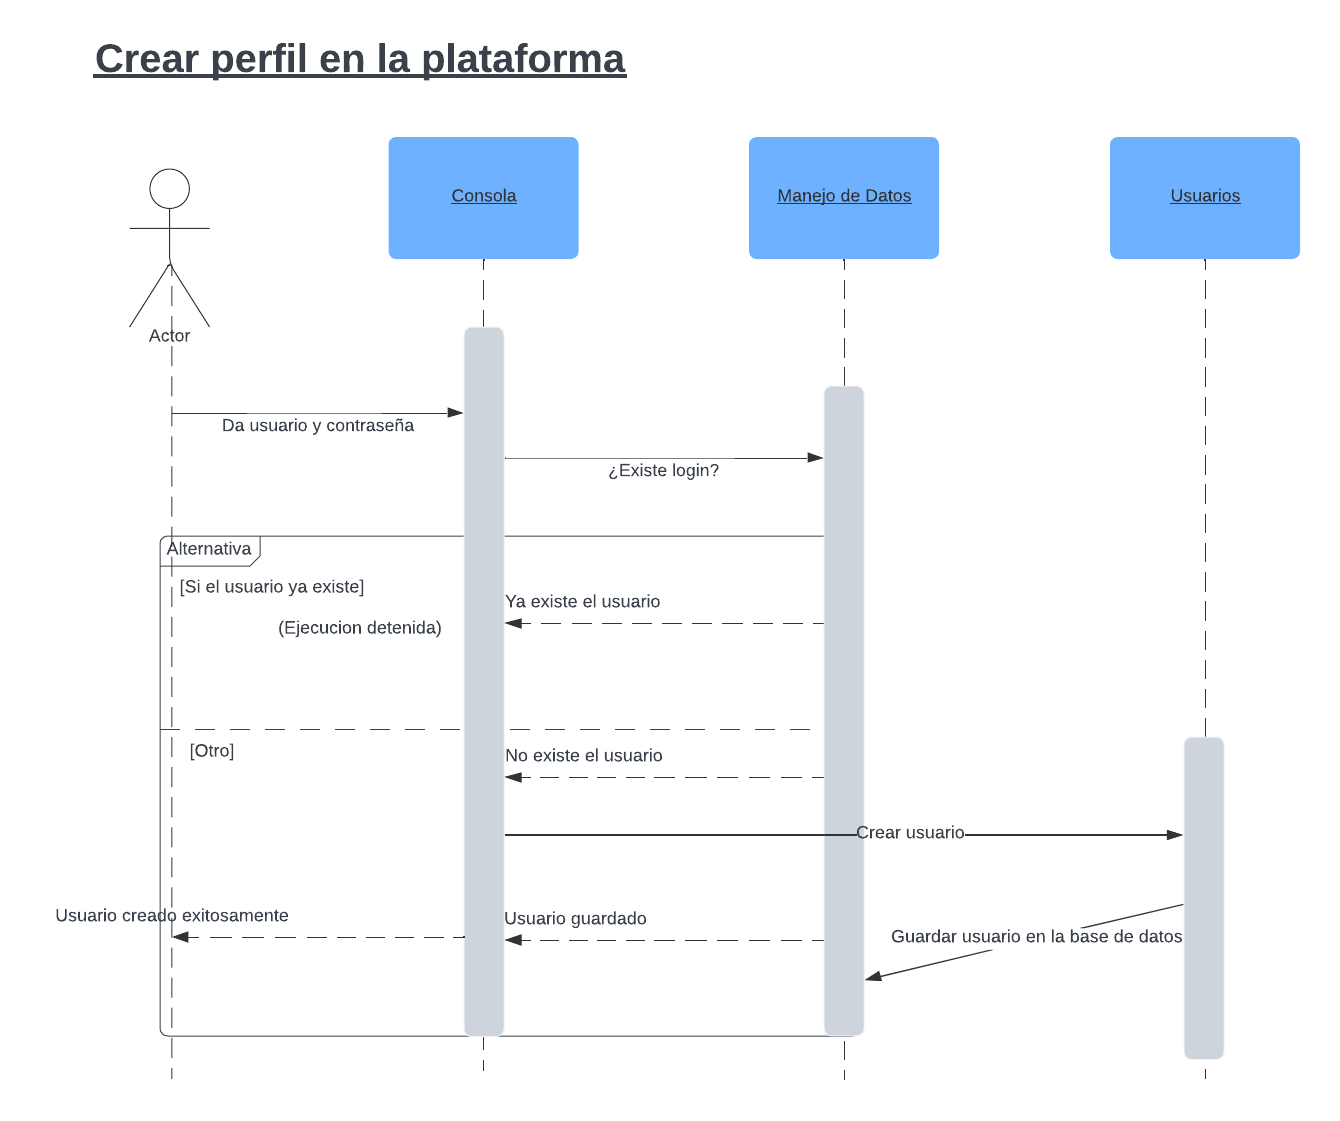 Crear perfil en la plataforma
Consola
Manejo de Datos
Usuarios
Actor
Da usuario y contraseña
¿Existe login?
Alternativa
[Si el usuario ya existe]
Ya existe el usuario
(Ejecucion detenida)
[Otro]
No existe el usuario
Crear usuario
Usuario creado exitosamente
Usuario guardado
Guardar usuario en la base de datos